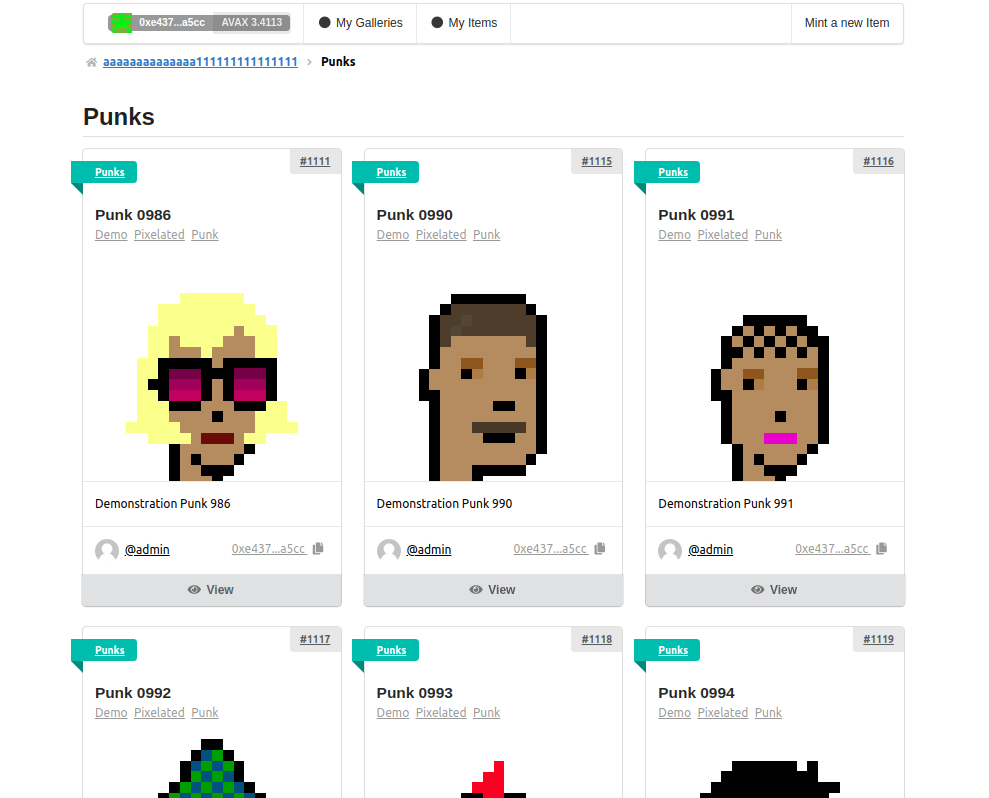 0xe437...a5cc AVAX 3.4113 My Galleries My Items Mint a new Item
aaaaaaaaaaaaaa111111111111111 › Punks
Punks
#1111 #1115 #1116
Punks Punks Punks
Punk 0986 Punk 0990 Punk 0991
Demo Pixelated Punk Demo Pixelated Punk Demo Pixelated Punk
Demonstration Punk 986 Demonstration Punk 990 Demonstration Punk 991
@admin 0xe437...a5cc @admin 0xe437...a5cc @admin 0xe437...a5cc
View View View
#1117 #1118 #1119
Punks Punks Punks
Punk 0992 Punk 0993 Punk 0994
Demo Pixelated Punk Demo Pixelated Punk Demo Pixelated Punk